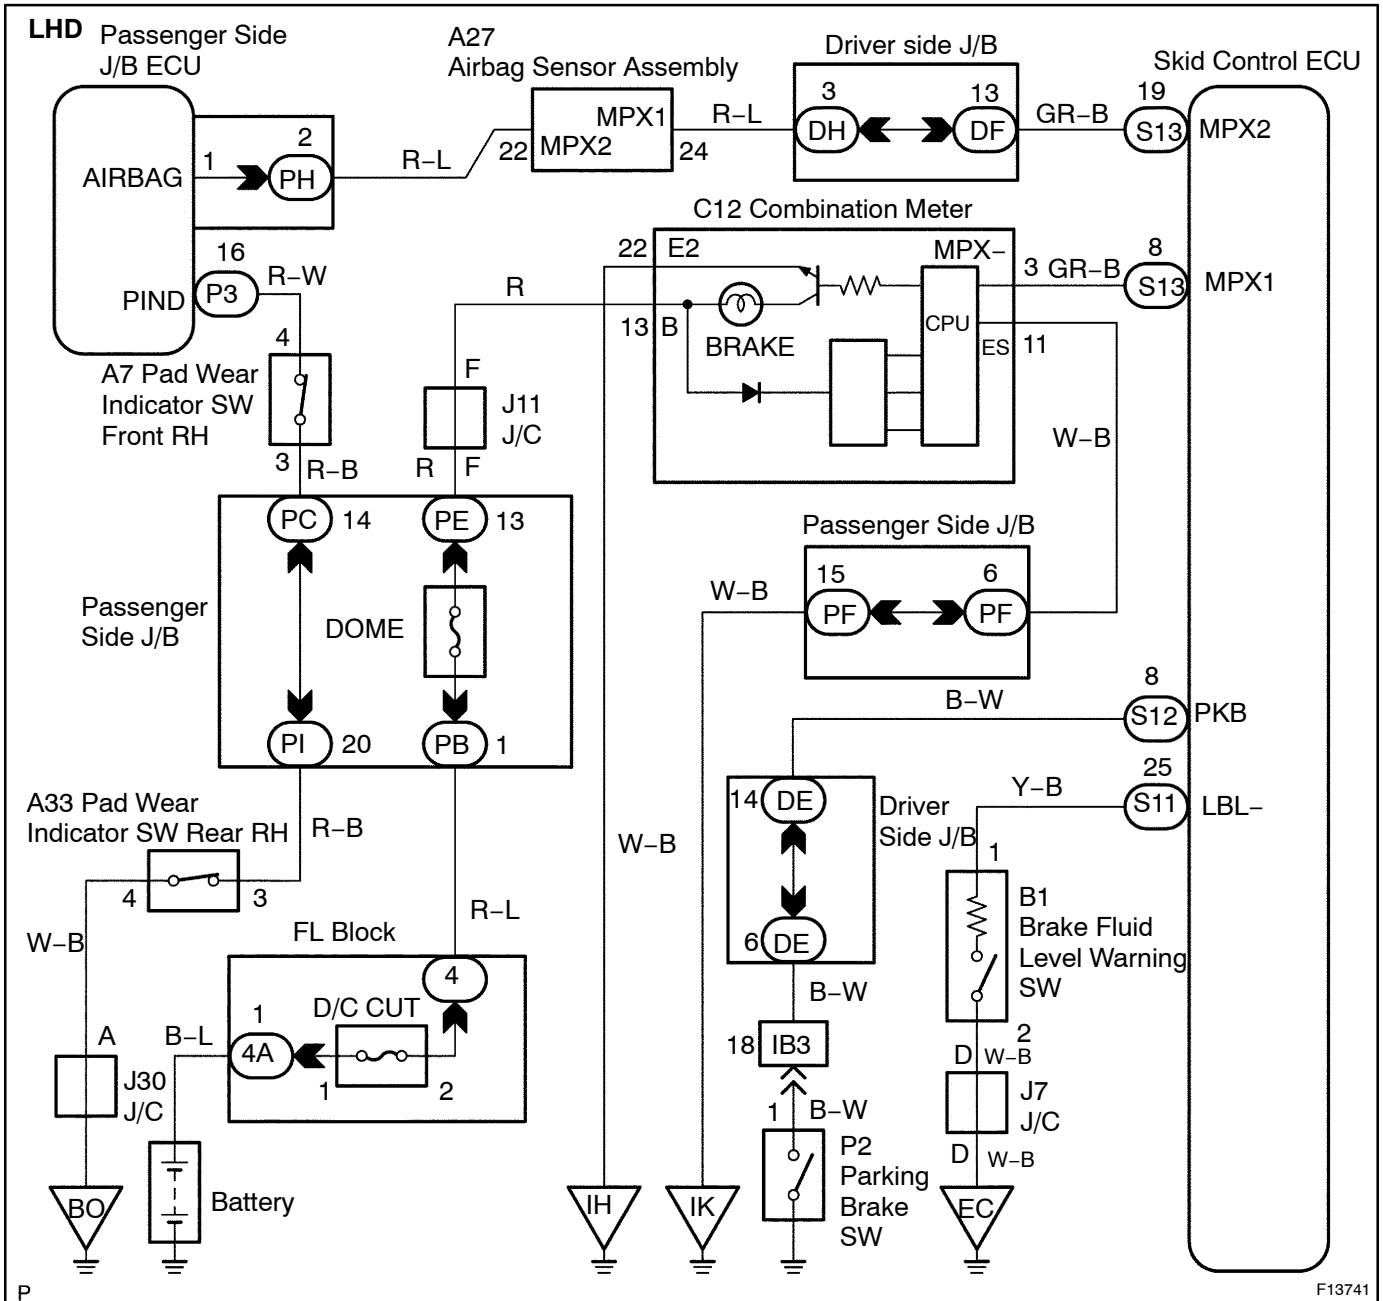 LHD
Passenger Side
J/B ECU
A27
Airbag Sensor Assembly
Driver side J/B
Skid Control ECU
AIRBAG
1
2
PH
R–L
22
MPX1
MPX2
24
R–L
3
DH
13
DF
GR–B
19
S13
MPX2
PIND
16
P3
R–W
C12 Combination Meter
22
E2
MPX–
3
GR–B
8
S13
MPX1
R
13
B
BRAKE
CPU
ES
11
W–B
4
A7 Pad Wear
Indicator SW
Front RH
3
R–B
F
J11
J/C
R
F
PC
14
PE
13
Passenger
Side J/B
DOME
PI
20
PB
1
Passenger Side J/B
W–B
15
PF
6
PF
B–W
8
S12
PKB
25
S11
LBL–
Y–B
A33 Pad Wear
Indicator SW Rear RH
R–B
4
3
W–B
W–B
14
DE
Driver
Side J/B
6
DE
B–W
18
IB3
1
B–W
P2
Parking
Brake
SW
1
B1
Brake Fluid
Level Warning
SW
2
D
W–B
J7
J/C
D
W–B
R–L
FL Block
4
D/C CUT
1
4A
1
2
B–L
A
J30
J/C
Battery
BO
IH
IK
EC
P
F13741